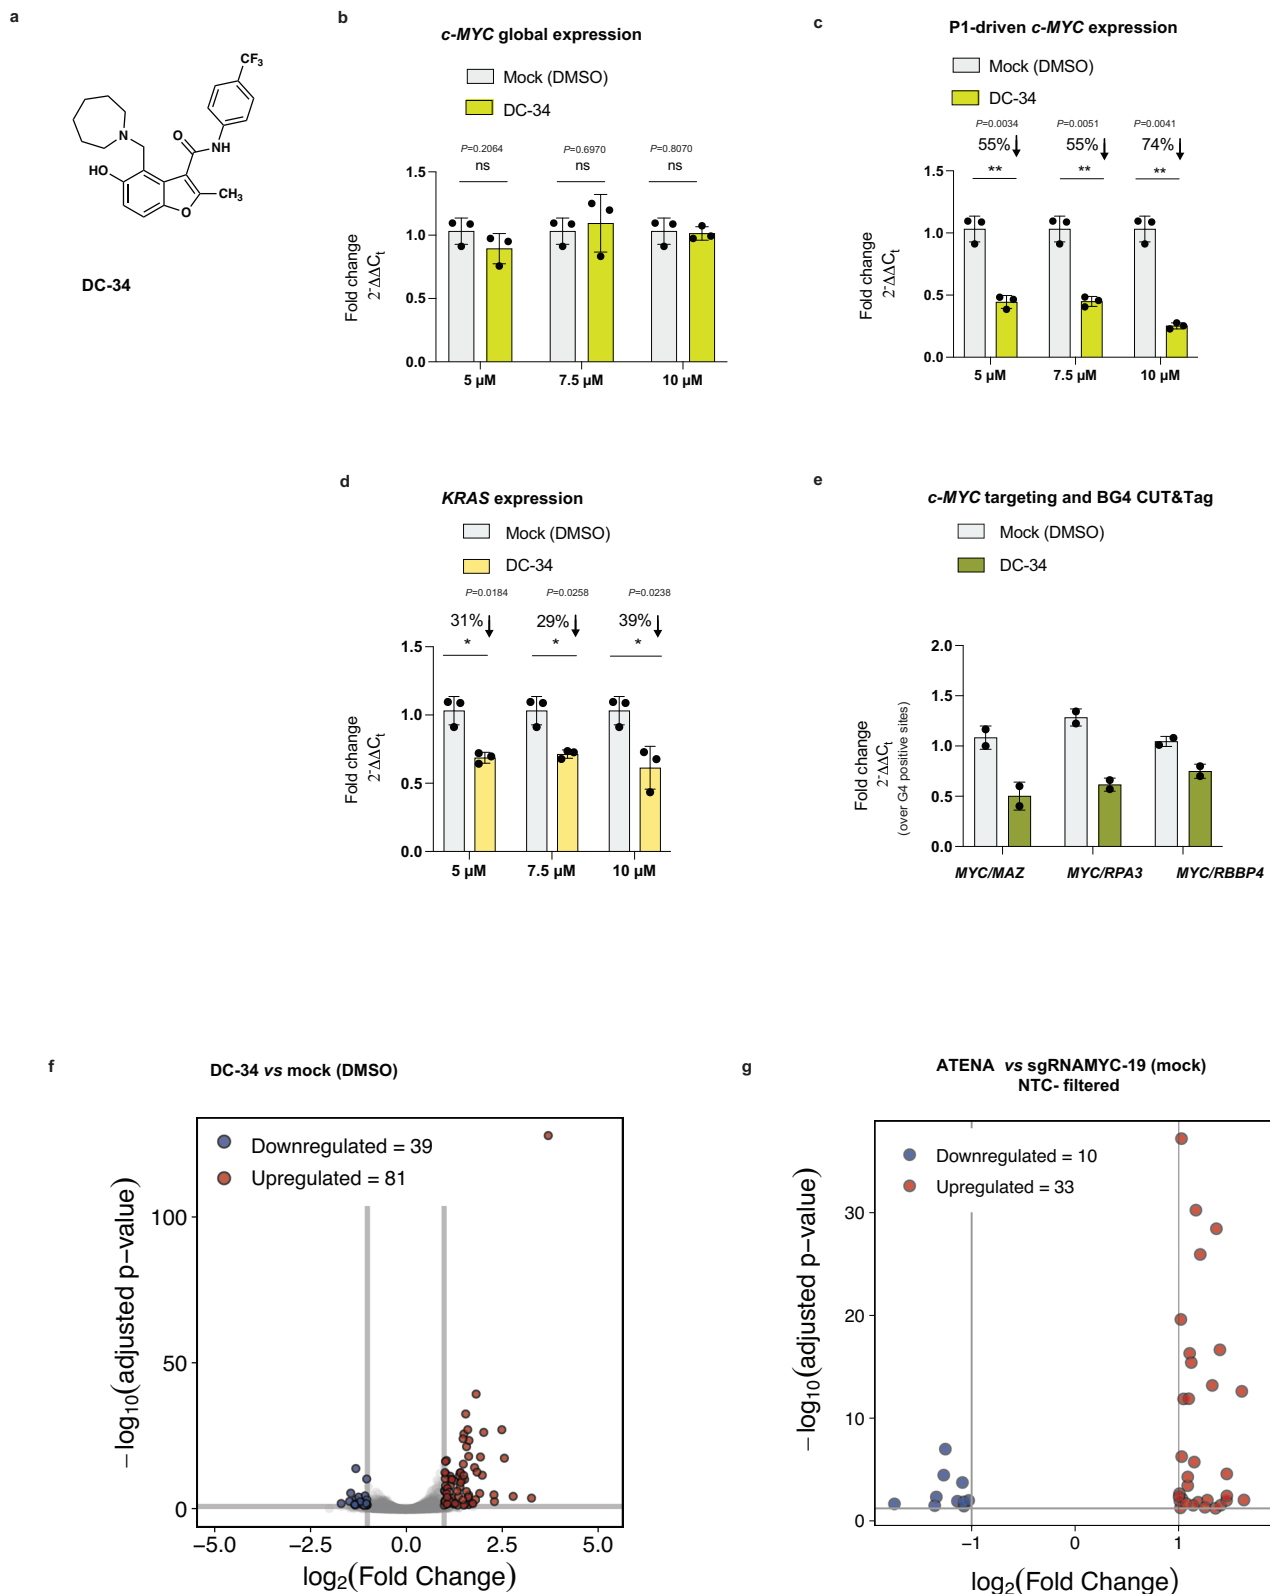 a
CF3
N
O
NH
HO
O
CH3
DC-34
b
c-MYC global expression
Mock (DMSO)
DC-34
P=0.2064
P=0.6970
P=0.8070
ns
ns
ns
1.5
1.0
0.5
0.0
Fold change
2-ΔΔCt
5 µM
7.5 µM
10 µM
c
P1-driven c-MYC expression
Mock (DMSO)
DC-34
P=0.0034
P=0.0051
P=0.0041
55%
55%
74%
**
**
**
1.5
1.0
0.5
0.0
Fold change
2-ΔΔCt
5 µM
7.5 µM
10 µM
d
KRAS expression
Mock (DMSO)
DC-34
P=0.0184
P=0.0258
P=0.0238
31%
29%
39%
*
*
*
1.5
1.0
0.5
0.0
Fold change
2-ΔΔCt
5 µM
7.5 µM
10 µM
e
c-MYC targeting and BG4 CUT&Tag
Mock (DMSO)
DC-34
2.0
1.5
1.0
0.5
0.0
Fold change
2-ΔΔCt
(over G4 positive sites)
MYC/MAZ
MYC/RPA3
MYC/RBBP4
f
DC-34 vs mock (DMSO)
Downregulated = 39
Upregulated = 81
100
50
0
−log10(adjusted p−value)
−5.0
−2.5
0.0
2.5
5.0
log2(Fold Change)
g
ATENA vs sgRNAMYC-19 (mock)
NTC- filtered
Downregulated = 10
Upregulated = 33
30
20
10
0
−log10(adjusted p−value)
−1
0
1
log2(Fold Change)